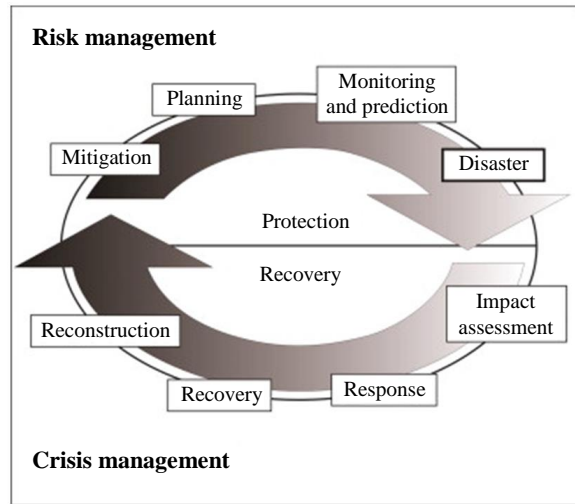 Risk management
Monitoring
and prediction
Planning
Mitigation
Disaster
Protection
Recovery
Impact
assessment
Reconstruction
Response
Recovery
Crisis management